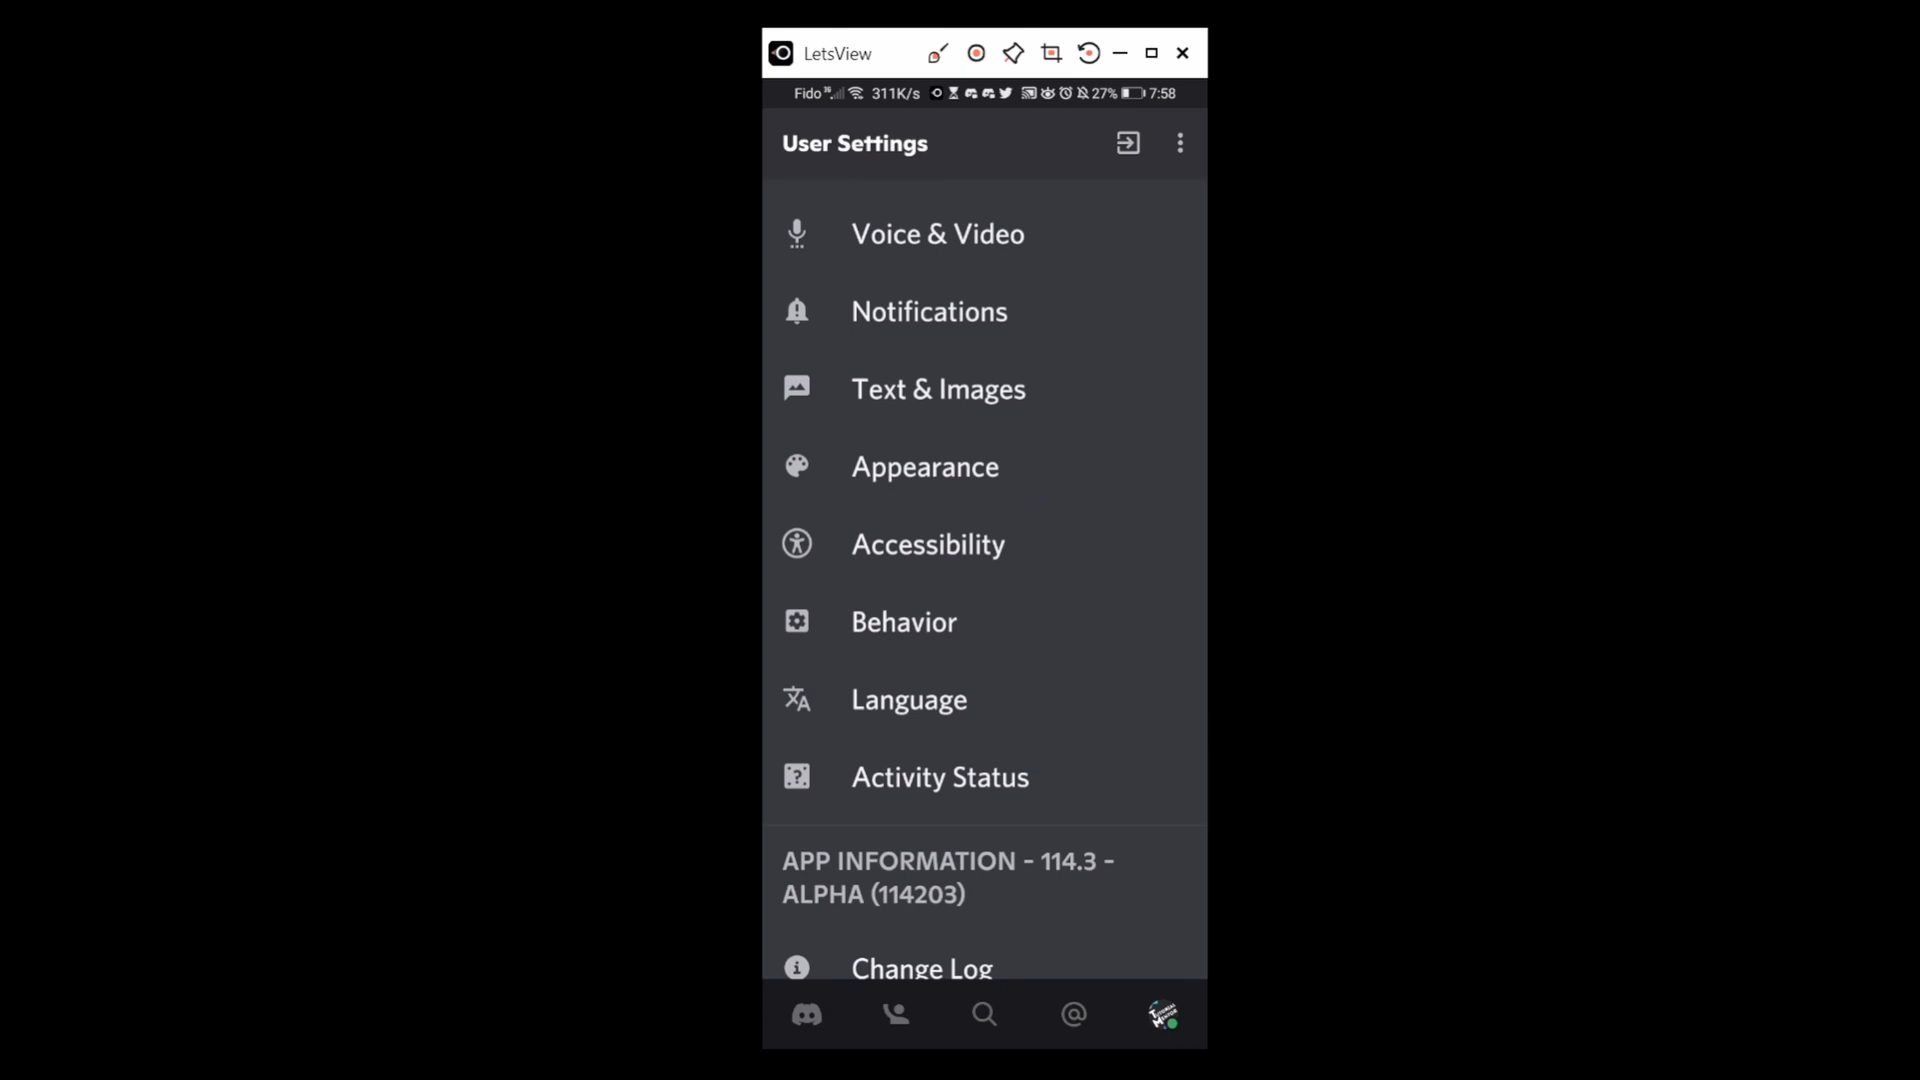 LetsView
Fido 311K/s 27% 7:58
User Settings
Voice & Video
Notifications
Text & Images
Appearance
Accessibility
Behavior
Language
Activity Status
APP INFORMATION - 114.3 -
ALPHA (114203)
Change Log